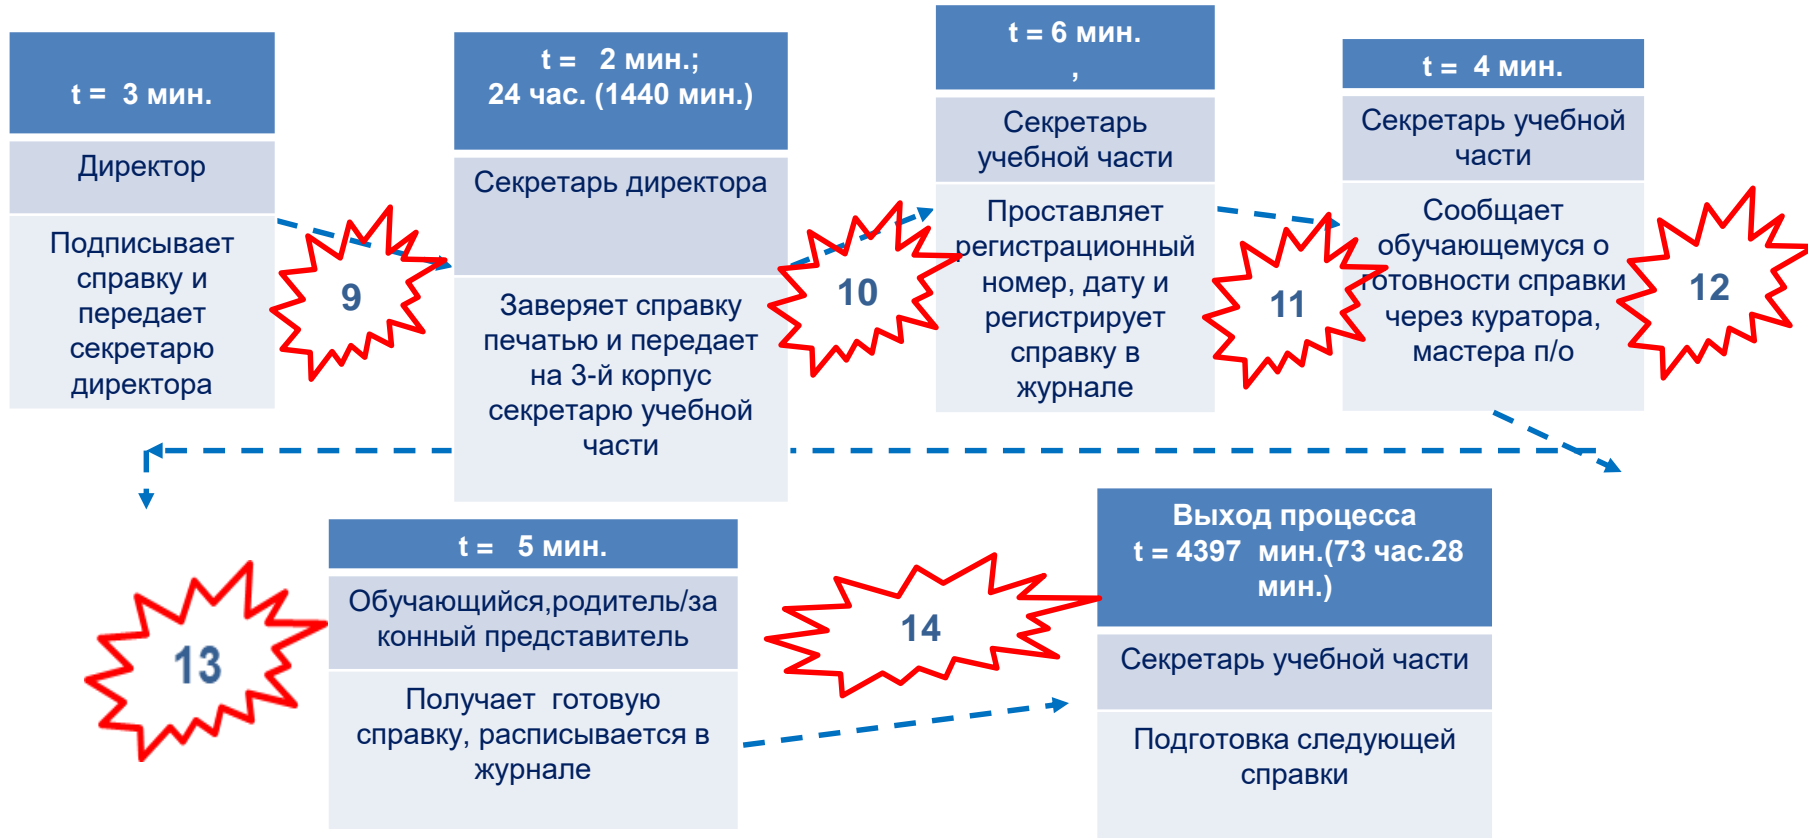 t = 3 мин.
Директор
Подписывает
справку и
передает
секретарю
директора
9
t = 2 мин.;
24 час. (1440 мин.)
Секретарь директора
Заверяет справку
печатью и передает
на 3-й корпус
секретарю учебной
части
10
t = 6 мин.
,
Секретарь
учебной части
Проставляет
регистрационный
номер, дату и
регистрирует
справку в
журнале
11
t = 4 мин.
Секретарь учебной
части
Сообщает
обучающемуся о
готовности справки
через куратора,
мастера п/о
12
13
t = 5 мин.
Обучающийся,родитель/за
конный представитель
Получает готовую
справку, расписывается в
журнале
14
Выход процесса
t = 4397 мин.(73 час.28
мин.)
Секретарь учебной части
Подготовка следующей
справки